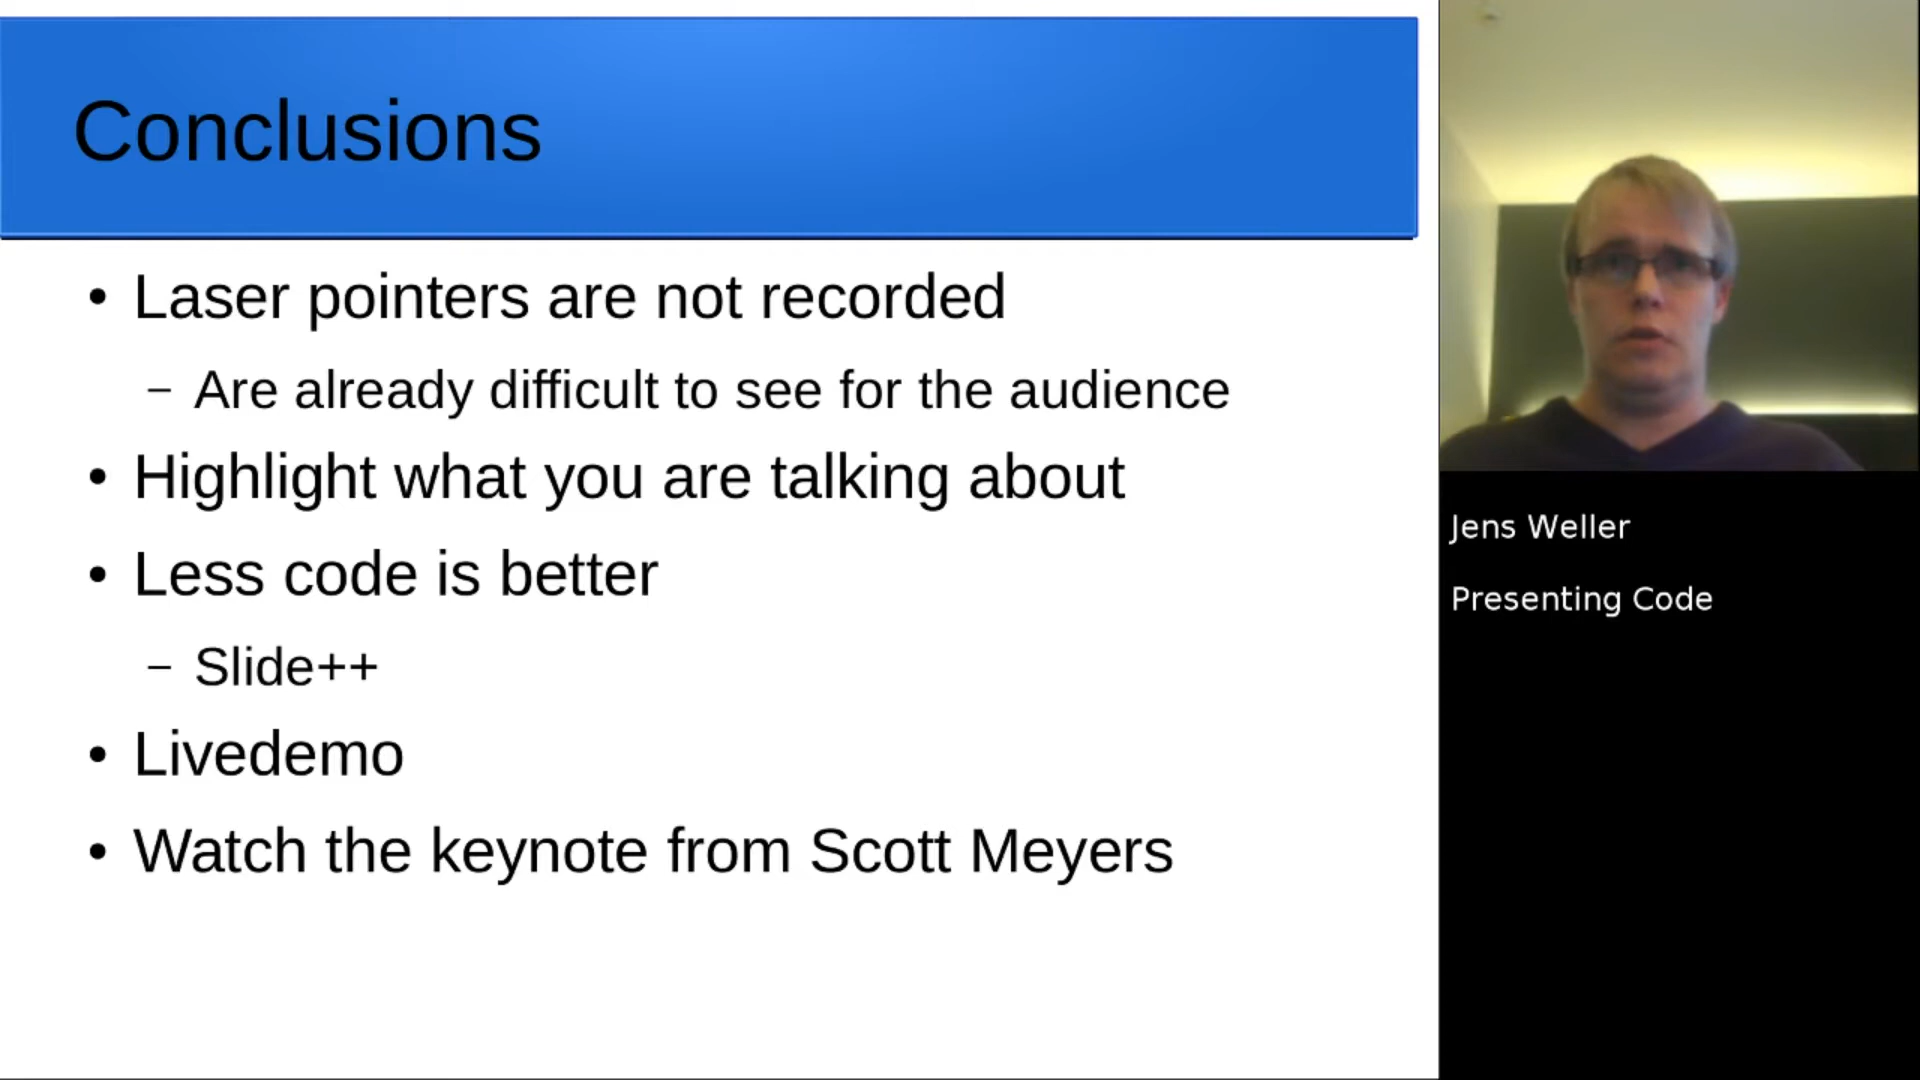 Conclusions
• Laser pointers are not recorded
– Are already difficult to see for the audience
• Highlight what you are talking about
• Less code is better
– Slide++
• Livedemo
• Watch the keynote from Scott Meyers
Jens Weller
Presenting Code